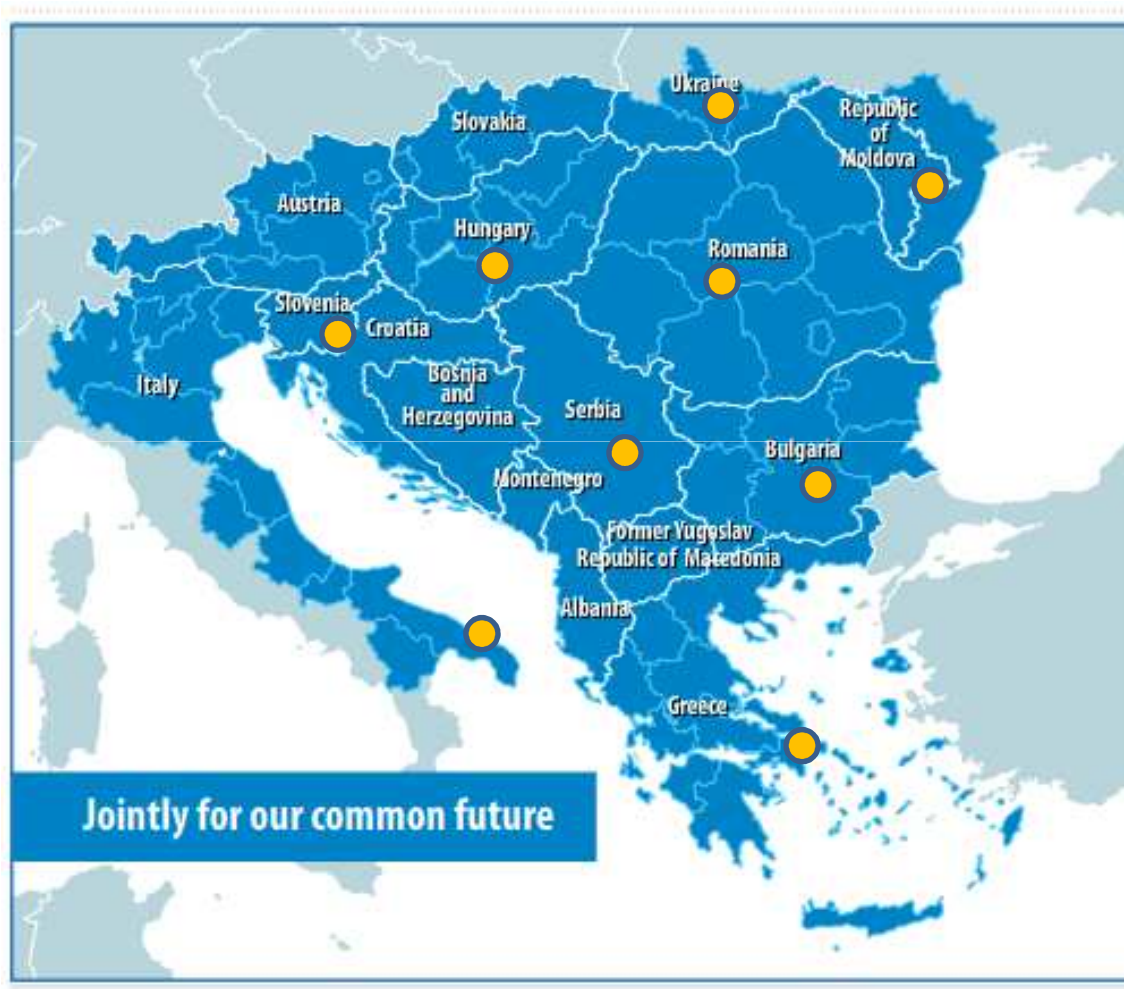 Ukraine
Republic
of
Moldova
Slovakia
Austria
Hungary
Romania
Slovenia
Croatia
Italy
Bosnia
and
Herzegovina
Serbia
Bulgaria
Montenegro
Former Yugoslav
Republic of Macedonia
Albania
Greece
Jointly for our common future